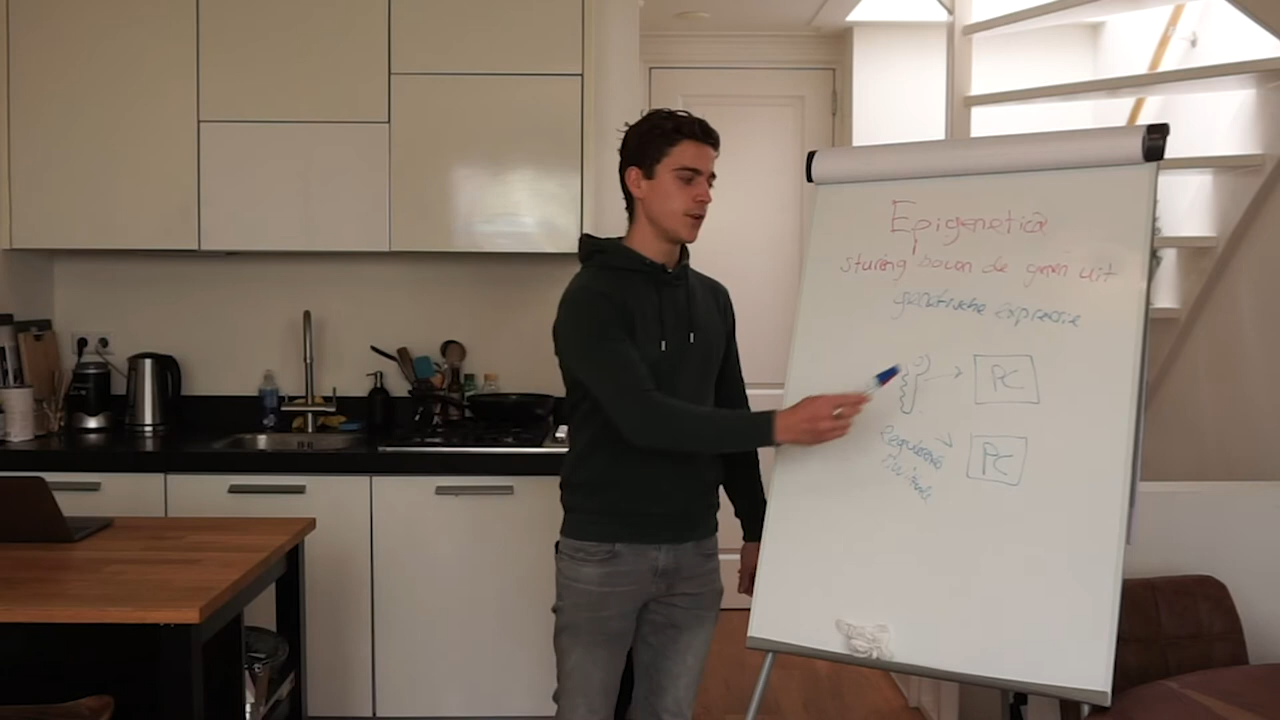 Epigenetica
sturing boven de genen uit
genetische expressie
PC
PC